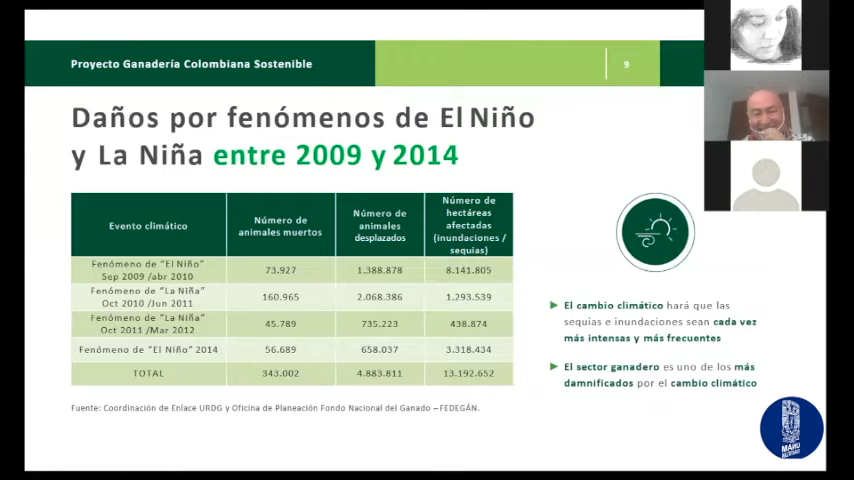 Proyecto Ganadería Colombiana Sostenible
9
Daños por fenómenos de El Niño
y La Niña entre 2009 y 2014
Evento climático
Número de
animales muertos
Número de
animales
desplazados
Número de
hectáreas
afectadas
(inundaciones /
sequias)
Fenómeno de "El Niño"
Sep 2009 /abr 2010
73.927
1.388.878
8.141.805
Fenómeno de "La Niña"
Oct 2010 /Jun 2011
160.965
2.068.386
1.293.539
Fenómeno de "La Niña"
Oct 2011 /Mar 2012
45.789
735.223
438.874
Fenómeno de "El Niño" 2014
56.689
658.037
3.318.434
TOTAL
343.002
4.883.811
13.192.652
El cambio climático hará que las
sequias e inundaciones sean cada vez
más intensas y más frecuentes
El sector ganadero es uno de los más
damnificados por el cambio climático
Fuente: Coordinación de Enlace URDG y Oficina de Planeación Fondo Nacional del Ganado – FEDEGÁN.